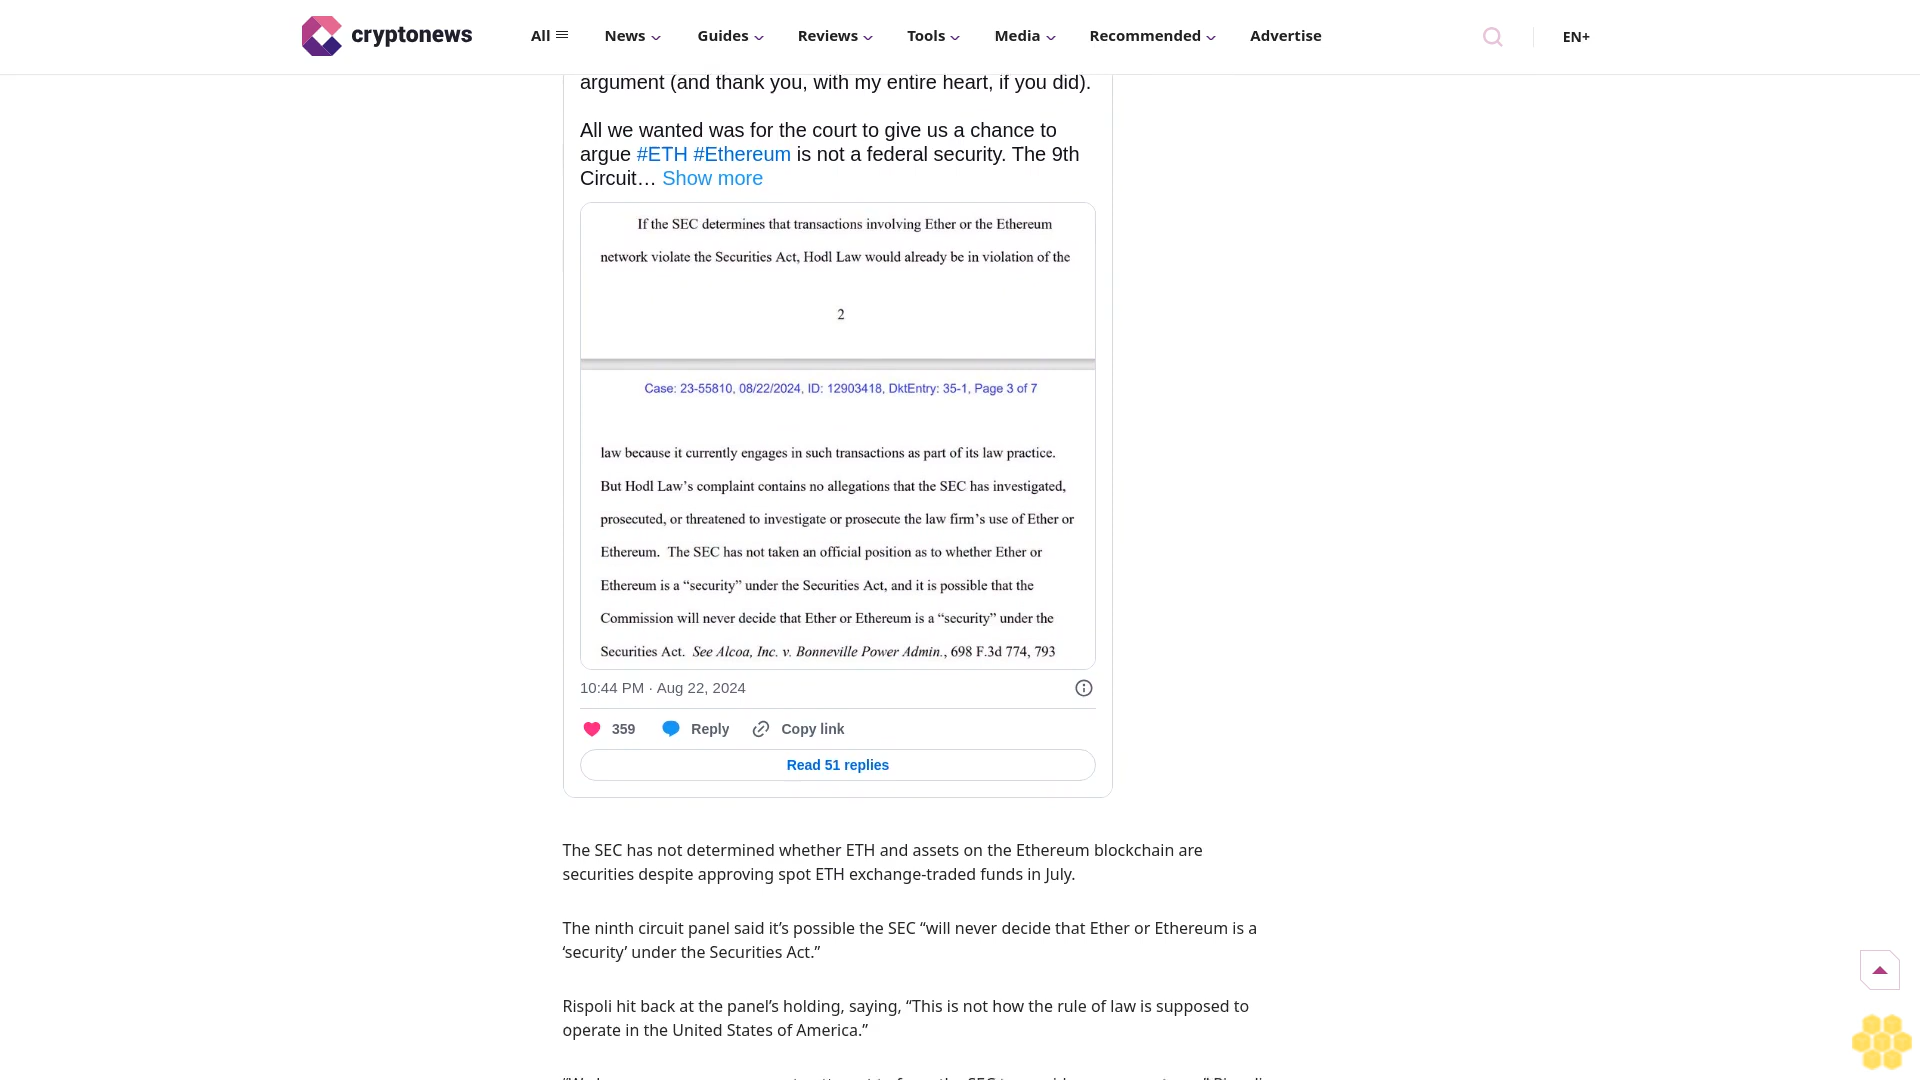 cryptonews
All
News
Guides
Reviews
Tools
Media
Recommended
Advertise
EN+
argument (and thank you, with my entire heart, if you did).
All we wanted was for the court to give us a chance to
argue #ETH #Ethereum is not a federal security. The 9th
Circuit… Show more
If the SEC determines that transactions involving Ether or the Ethereum
network violate the Securities Act, Hodl Law would already be in violation of the
2
Case: 23-55810, 08/22/2024, ID: 12903418, DktEntry: 35-1, Page 3 of 7
law because it currently engages in such transactions as part of its law practice.
But Hodl Law’s complaint contains no allegations that the SEC has investigated,
prosecuted, or threatened to investigate or prosecute the law firm’s use of Ether or
Ethereum. The SEC has not taken an official position as to whether Ether or
Ethereum is a “security” under the Securities Act, and it is possible that the
Commission will never decide that Ether or Ethereum is a “security” under the
Securities Act. See Alcoa, Inc. v. Bonneville Power Admin., 698 F.3d 774, 793
10:44 PM · Aug 22, 2024
359
Reply
Copy link
Read 51 replies
The SEC has not determined whether ETH and assets on the Ethereum blockchain are
securities despite approving spot ETH exchange-traded funds in July.
The ninth circuit panel said it’s possible the SEC “will never decide that Ether or Ethereum is a
‘security’ under the Securities Act.”
Rispoli hit back at the panel’s holding, saying, “This is not how the rule of law is supposed to
operate in the United States of America.”